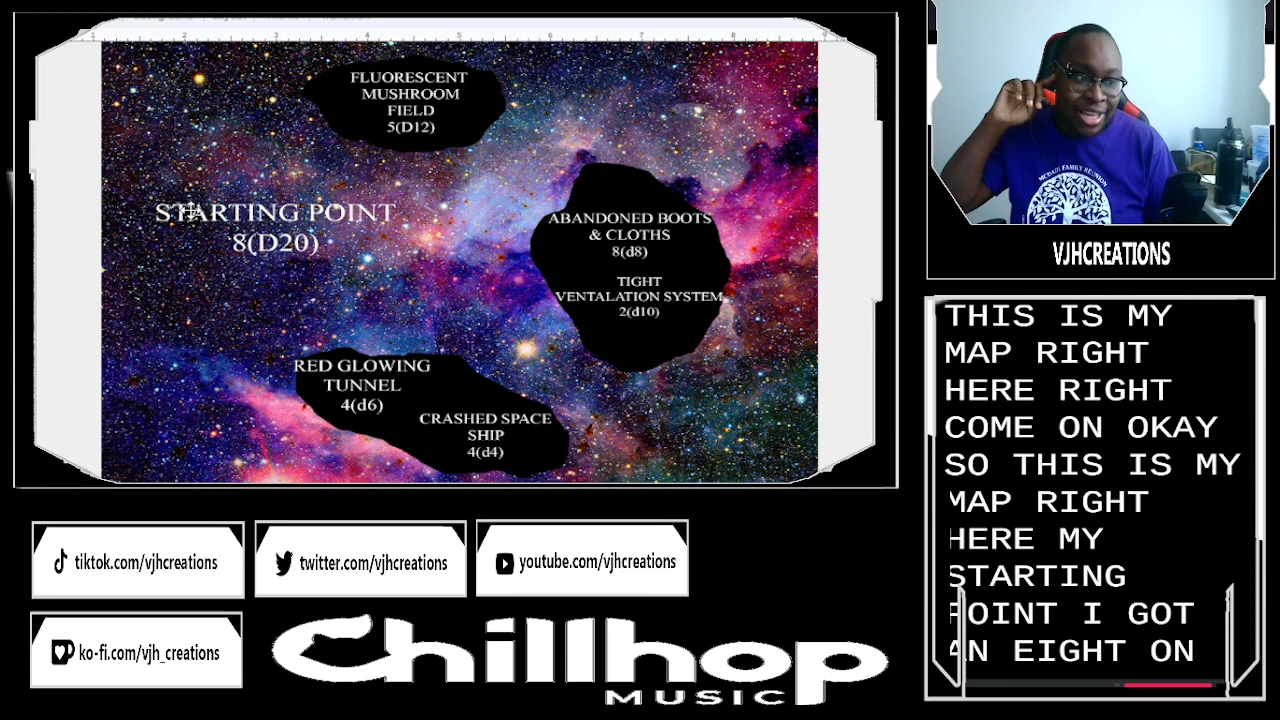 FLUORESCENT
MUSHROOM
FIELD
5(D12)
STARTING POINT
8(D20)
ABANDONED BOOTS
& CLOTHS
8(d8)
TIGHT
VENTALATION SYSTEM
2(d10)
RED GLOWING
TUNNEL
4(d6)
CRASHED SPACE
SHIP
4(d4)
MCDADE FAMILY REUNION
VJHCREATIONS
THIS IS MY
MAP RIGHT
HERE RIGHT
COME ON OKAY
SO THIS IS MY
MAP RIGHT
HERE MY
STARTING
POINT I GOT
AN EIGHT ON
tiktok.com/vjhcreations
twitter.com/vjhcreations
youtube.com/vjhcreations
ko-fi.com/vjh_creations
Chillhop
MUSIC